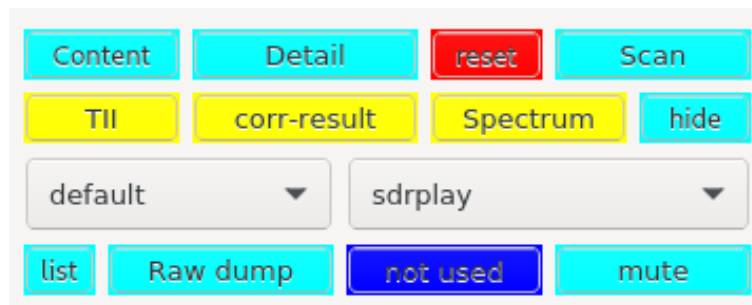 Content Detail reset Scan
TII corr-result Spectrum hide
default sdrplay
list Raw dump not used mute